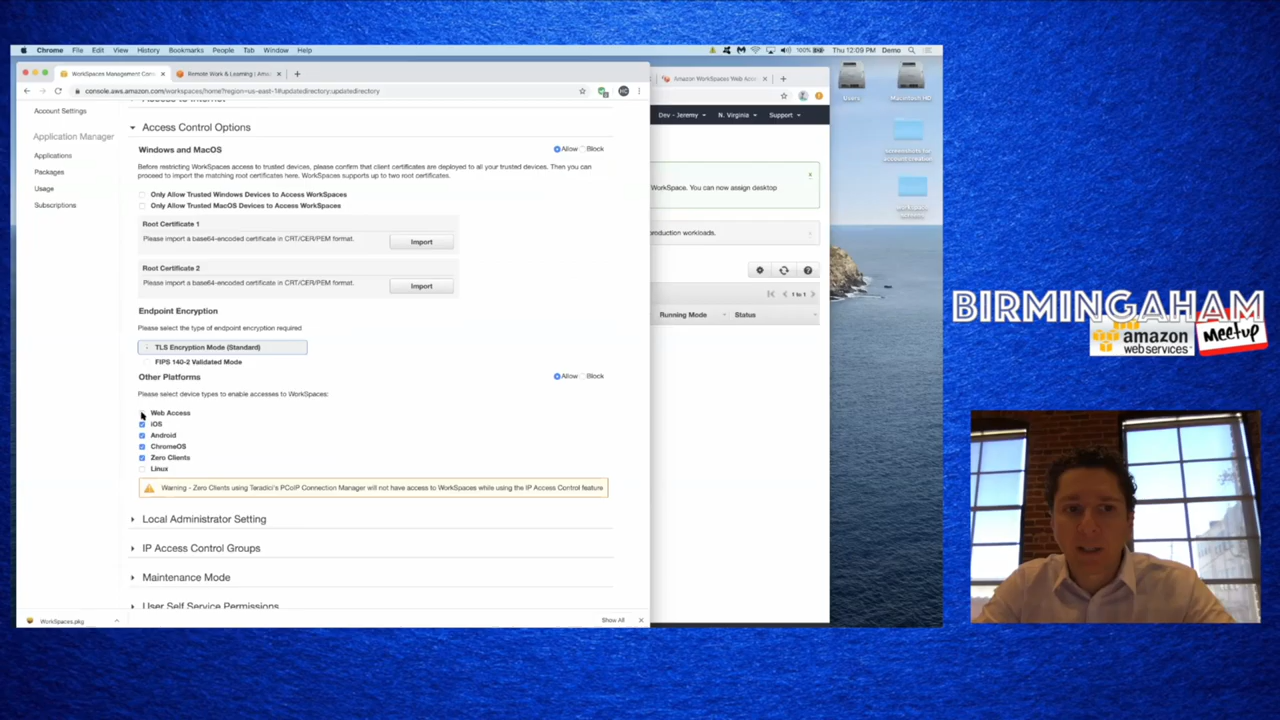 Chrome File Edit View History Bookmarks People Tab Window Help
100% Thu 12:09 PM Demo
WorkSpaces Management Con
Remote Work & Learning | Amaz
Amazon WorkSpaces Web Acce
console.aws.amazon.com/workspaces/home?region=us-east-1#updatedirectory:updatedirectory
Account Settings
Application Manager
Applications
Packages
Usage
Subscriptions
Access Control Options
Windows and MacOS
Allow Block
Before restricting WorkSpaces access to trusted devices, please confirm that client certificates are deployed to all your trusted devices. Then you can
proceed to import the matching root certificates here. WorkSpaces supports up to two root certificates.
Only Allow Trusted Windows Devices to Access WorkSpaces
Only Allow Trusted MacOS Devices to Access WorkSpaces
Root Certificate 1
Please import a base64-encoded certificate in CRT/CER/PEM format.
Import
Root Certificate 2
Please import a base64-encoded certificate in CRT/CER/PEM format.
Import
Endpoint Encryption
Please select the type of endpoint encryption required
TLS Encryption Mode (Standard)
FIPS 140-2 Validated Mode
Other Platforms
Allow Block
Please select device types to enable accesses to WorkSpaces:
Web Access
iOS
Android
ChromeOS
Zero Clients
Linux
Warning - Zero Clients using Teradici's PCoIP Connection Manager will not have access to WorkSpaces while using the IP Access Control feature
Local Administrator Setting
IP Access Control Groups
Maintenance Mode
User Self Service Permissions
WorkSpaces.pkg
Show All
Dev - Jeremy N. Virginia Support
WorkSpace. You can now assign desktop
production workloads.
1 to 1
Running Mode Status
Users
Macintosh HD
BIRMINGAHAM
amazon
web services
Meetup